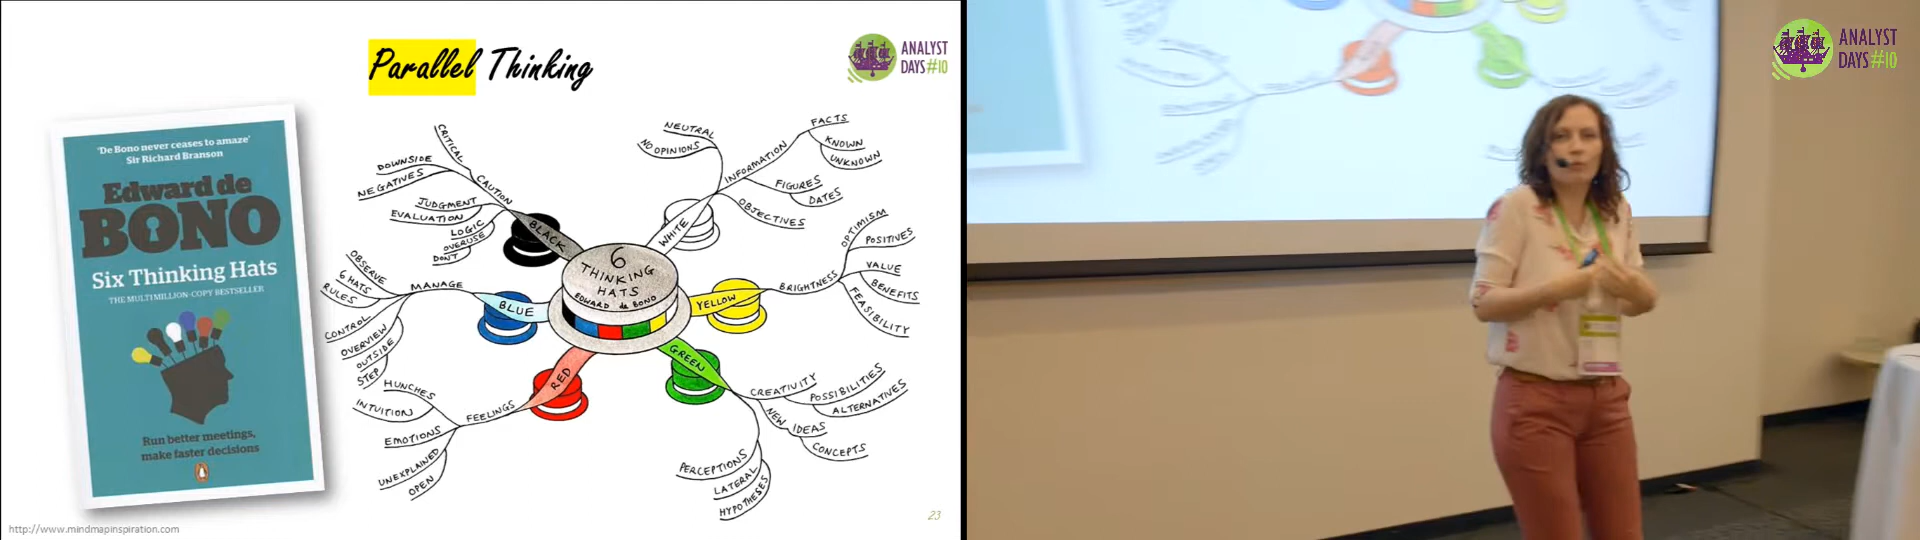 Parallel Thinking
ANALYST
DAYS#10
'De Bono never ceases to amaze'
Sir Richard Branson
Edward de
BONO
Six Thinking Hats
THE MULTIMILLION-COPY BESTSELLER
Run better meetings,
make faster decisions
6
THINKING
HATS
EDWARD de BONO
BLACK
CAUTION
CRITICAL
DOWNSIDE
NEGATIVES
JUDGMENT
EVALUATION
LOGIC
OVERUSE
DON'T
WHITE
NEUTRAL
NO OPINIONS
INFORMATION
FACTS
KNOWN
UNKNOWN
FIGURES
DATES
OBJECTIVES
YELLOW
BRIGHTNESS
OPTIMISM
POSITIVES
VALUE
BENEFITS
FEASIBILITY
GREEN
CREATIVITY
POSSIBILITIES
ALTERNATIVES
NEW IDEAS
CONCEPTS
PERCEPTIONS
LATERAL
HYPOTHESES
RED
FEELINGS
HUNCHES
INTUITION
EMOTIONS
UNEXPLAINED
OPEN
BLUE
MANAGE
OBSERVE
6 HATS
RULES
CONTROL
OVERVIEW
OUTSIDE
STEP
http://www.mindmapinspiration.com
23
ANALYST
DAYS#10